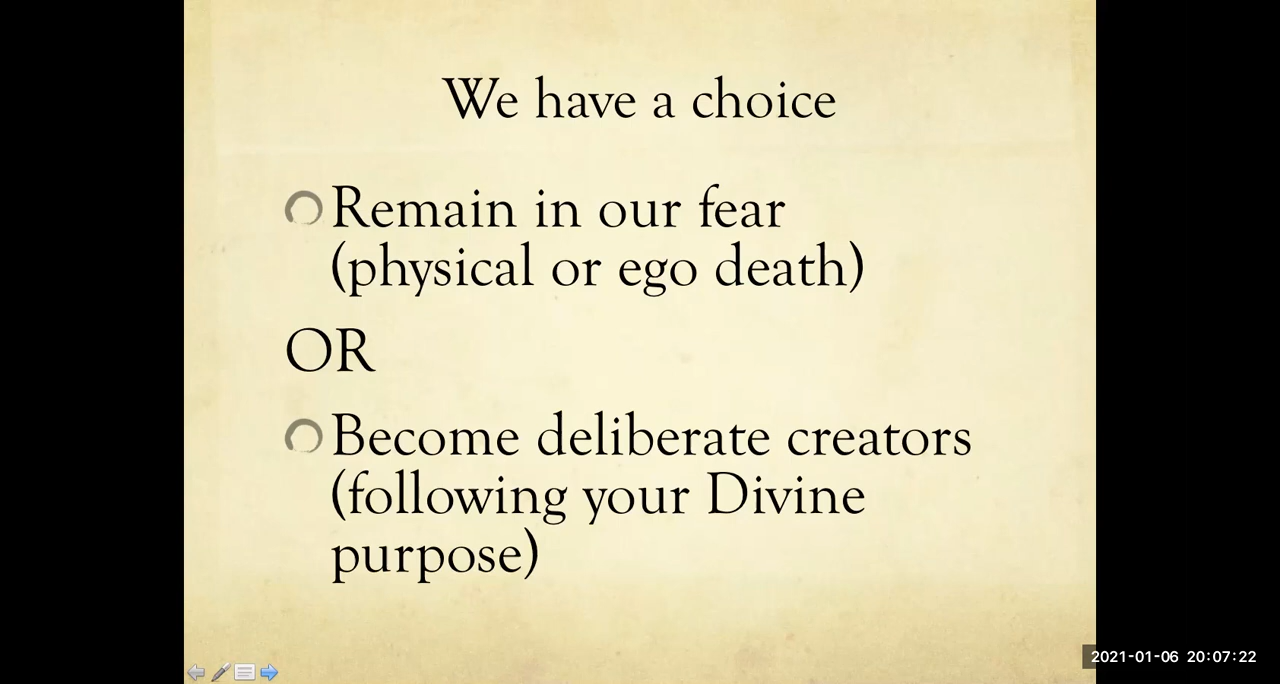 We have a choice
Remain in our fear
(physical or ego death)
OR
Become deliberate creators
(following your Divine
purpose)
2021-01-06 20:07:22